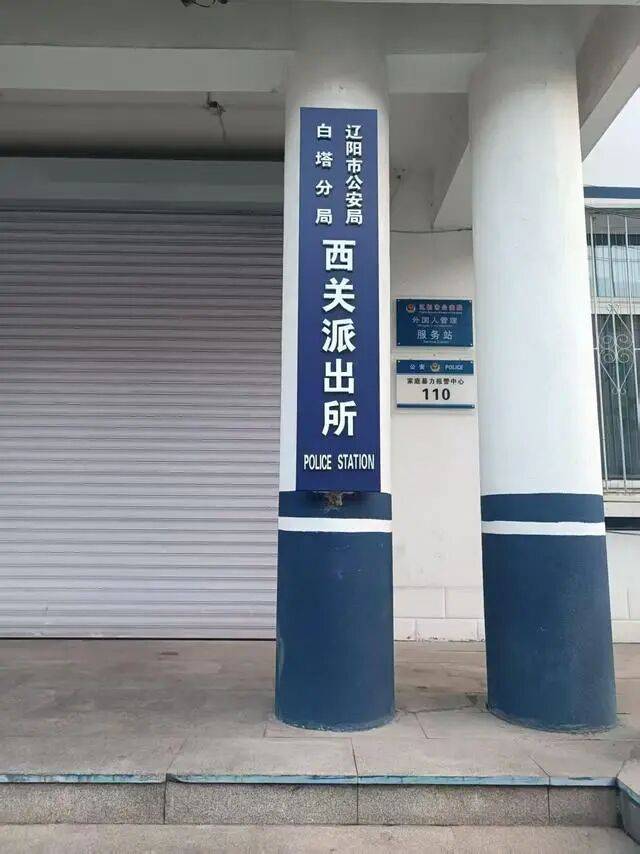 辽阳市公安局
白塔分局
西关派出所
POLICE STATION
外国人管理
服务站
公安 POLICE
家庭暴力报警中心
110